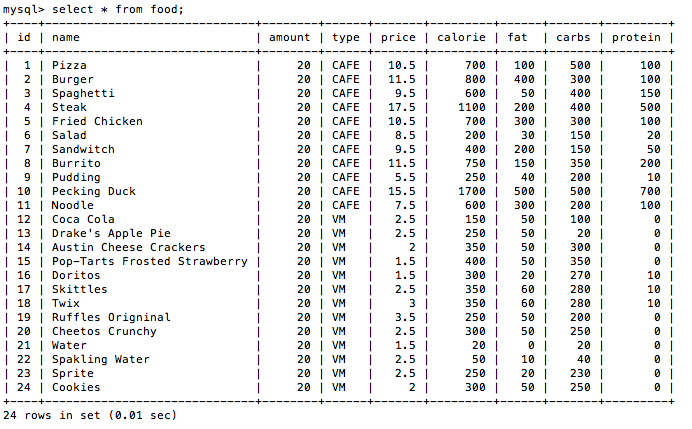 mysql> select * from food;
+----+----------------------------+--------+------+-------+---------+------+-------+---------+
| id | name                       | amount | type | price | calorie | fat  | carbs | protein |
+----+----------------------------+--------+------+-------+---------+------+-------+---------+
|  1 | Pizza                      |     20 | CAFE |  10.5 |     700 |  100 |   500 |     100 |
|  2 | Burger                     |     20 | CAFE |  11.5 |     800 |  400 |   300 |     100 |
|  3 | Spaghetti                  |     20 | CAFE |   9.5 |     600 |   50 |   400 |     150 |
|  4 | Steak                      |     20 | CAFE |  17.5 |    1100 |  200 |   400 |     500 |
|  5 | Fried Chicken              |     20 | CAFE |  10.5 |     700 |  300 |   300 |     100 |
|  6 | Salad                      |     20 | CAFE |   8.5 |     200 |   30 |   150 |      20 |
|  7 | Sandwitch                  |     20 | CAFE |   9.5 |     400 |  200 |   150 |      50 |
|  8 | Burrito                    |     20 | CAFE |  11.5 |     750 |  150 |   350 |     200 |
|  9 | Pudding                    |     20 | CAFE |   5.5 |     250 |   40 |   200 |      10 |
| 10 | Pecking Duck               |     20 | CAFE |  15.5 |    1700 |  500 |   500 |     700 |
| 11 | Noodle                     |     20 | CAFE |   7.5 |     600 |  300 |   200 |     100 |
| 12 | Coca Cola                  |     20 | VM   |   2.5 |     150 |   50 |   100 |       0 |
| 13 | Drake's Apple Pie          |     20 | VM   |   2.5 |     250 |   50 |    20 |       0 |
| 14 | Austin Cheese Crackers     |     20 | VM   |     2 |     350 |   50 |   300 |       0 |
| 15 | Pop-Tarts Frosted Strawberry |     20 | VM   |   1.5 |     400 |   50 |   350 |       0 |
| 16 | Doritos                    |     20 | VM   |   1.5 |     300 |   20 |   270 |      10 |
| 17 | Skittles                   |     20 | VM   |   2.5 |     350 |   60 |   280 |      10 |
| 18 | Twix                       |     20 | VM   |     3 |     350 |   60 |   280 |      10 |
| 19 | Ruffles Origninal          |     20 | VM   |   3.5 |     250 |   50 |   200 |       0 |
| 20 | Cheetos Crunchy            |     20 | VM   |   2.5 |     300 |   50 |   250 |       0 |
| 21 | Water                      |     20 | VM   |   1.5 |      20 |    0 |    20 |       0 |
| 22 | Spakling Water             |     20 | VM   |   2.5 |      50 |   10 |    40 |       0 |
| 23 | Sprite                     |     20 | VM   |   2.5 |     250 |   20 |   230 |       0 |
| 24 | Cookies                    |     20 | VM   |     2 |     300 |   50 |   250 |       0 |
+----+----------------------------+--------+------+-------+---------+------+-------+---------+
24 rows in set (0.01 sec)